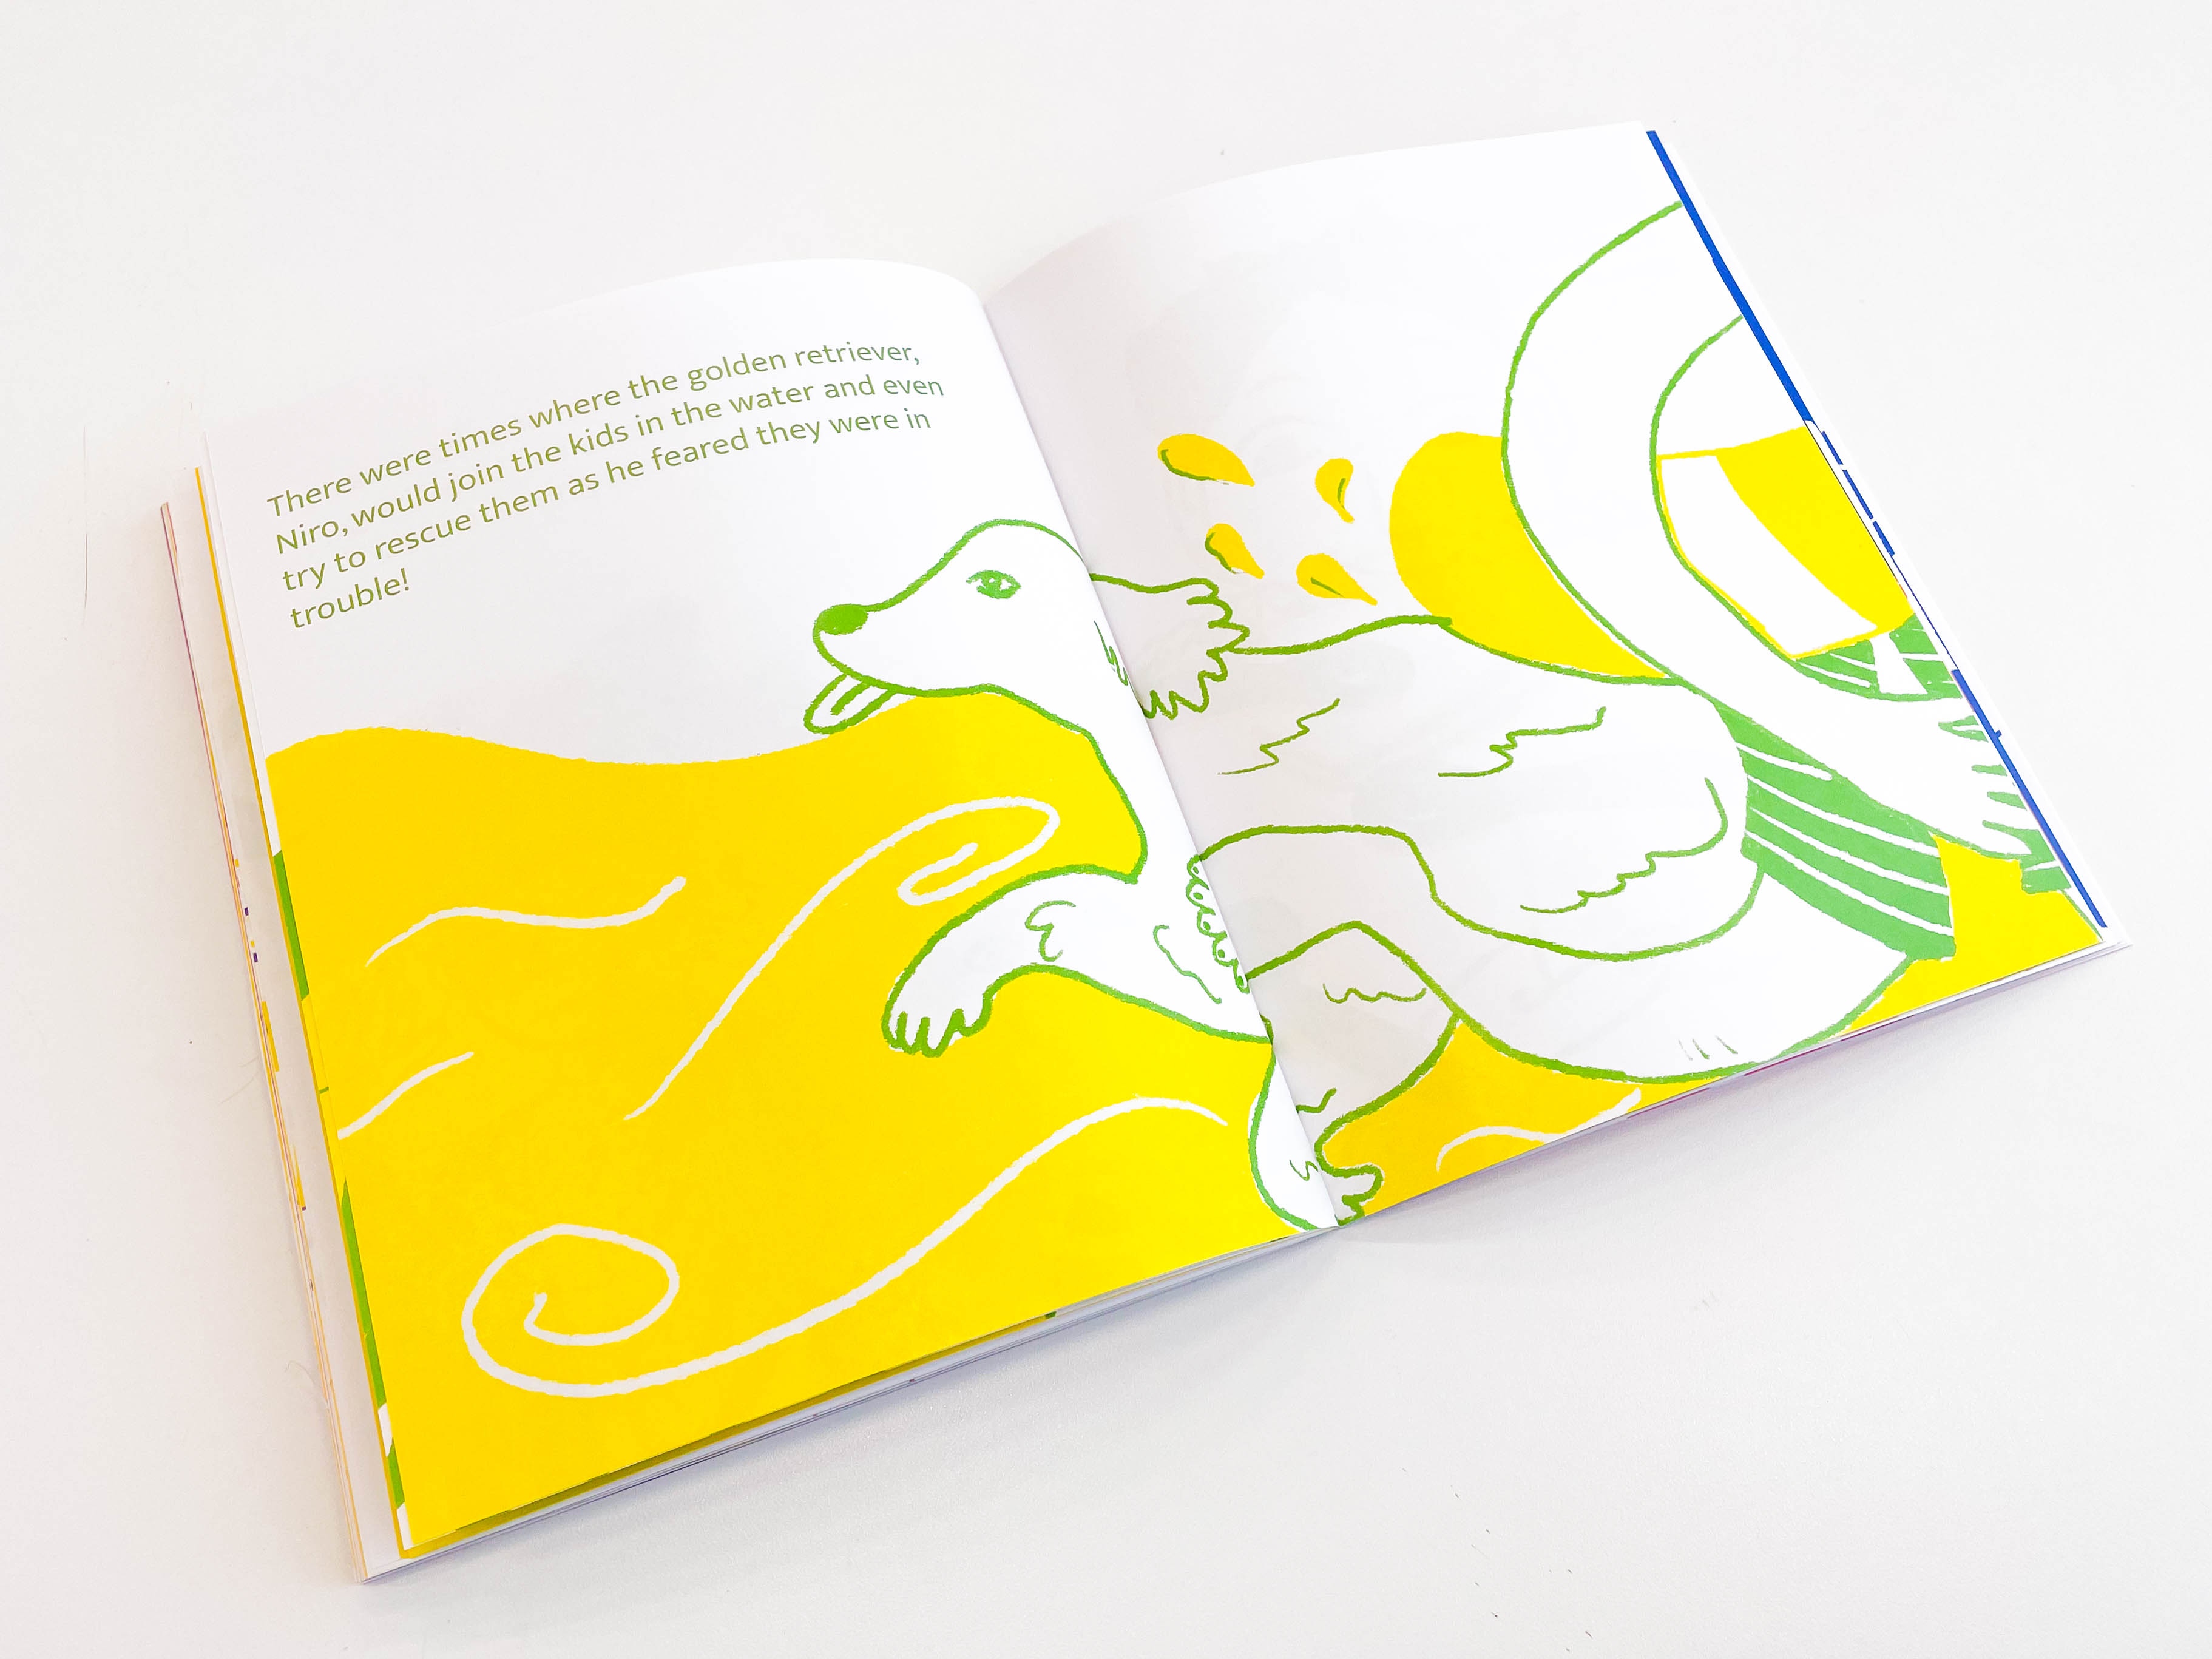 There were times where the golden retriever,
Niro, would join the kids in the water and even
try to rescue them as he feared they were in
trouble!